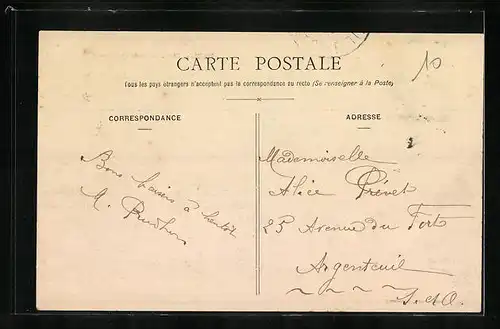 10
CARTE POSTALE
Tous les pays étrangers n'acceptent pas la correspondance au recto (Se renseigner à la Poste)
CORRESPONDANCE
Bons baisers à bientôt
M.
ADRESSE
Mademoiselle
Alice Prévet
25 Avenue du Fort
Argenteuil
S. et O.